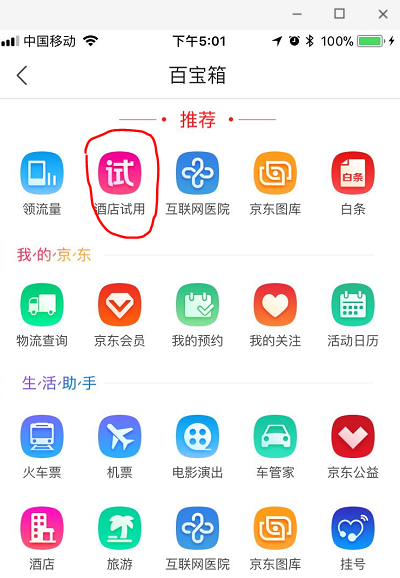 中国移动 下午5:01 100%
百宝箱
推荐
试 白条
领流量 酒店试用 互联网医院 京东图库 白条
我的京东
物流查询 京东会员 我的预约 我的关注 活动日历
生活助手
火车票 机票 电影演出 车管家 京东公益
酒店 旅游 互联网医院 京东图库 挂号